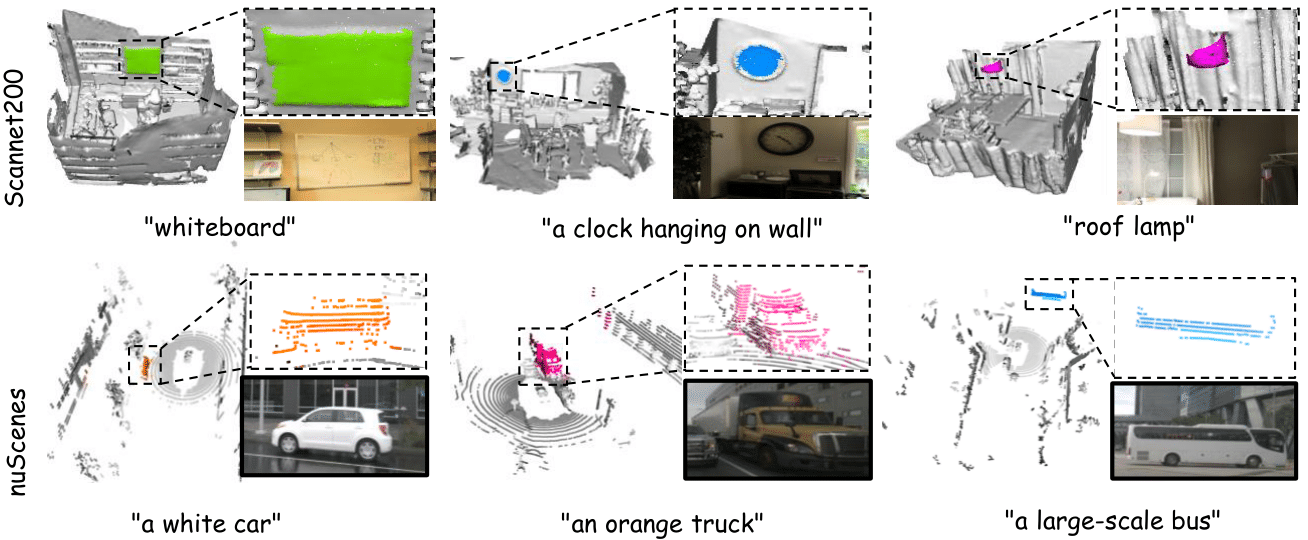 Scannet200
"whiteboard"
"a clock hanging on wall"
"roof lamp"
nuScenes
"a white car"
"an orange truck"
"a large-scale bus"